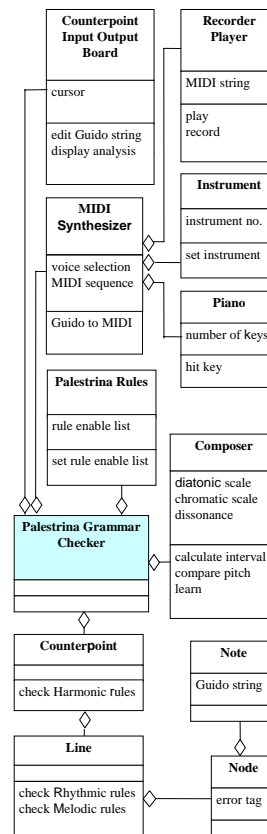 Counterpoint
Input Output
Board
cursor
edit Guido string
display analysis
Recorder
Player
MIDI string
play
record
MIDI
Synthesizer
voice selection
MIDI sequence
Guido to MIDI
Instrument
instrument no.
set instrument
Piano
number of keys
hit key
Palestrina Rules
rule enable list
set rule enable list
Composer
diatonic scale
chromatic scale
dissonance
calculate interval
compare pitch
learn
Palestrina Grammar
Checker
Counterpoint
check Harmonic rules
Note
Guido string
Line
check Rhythmic rules
check Melodic rules
Node
error tag